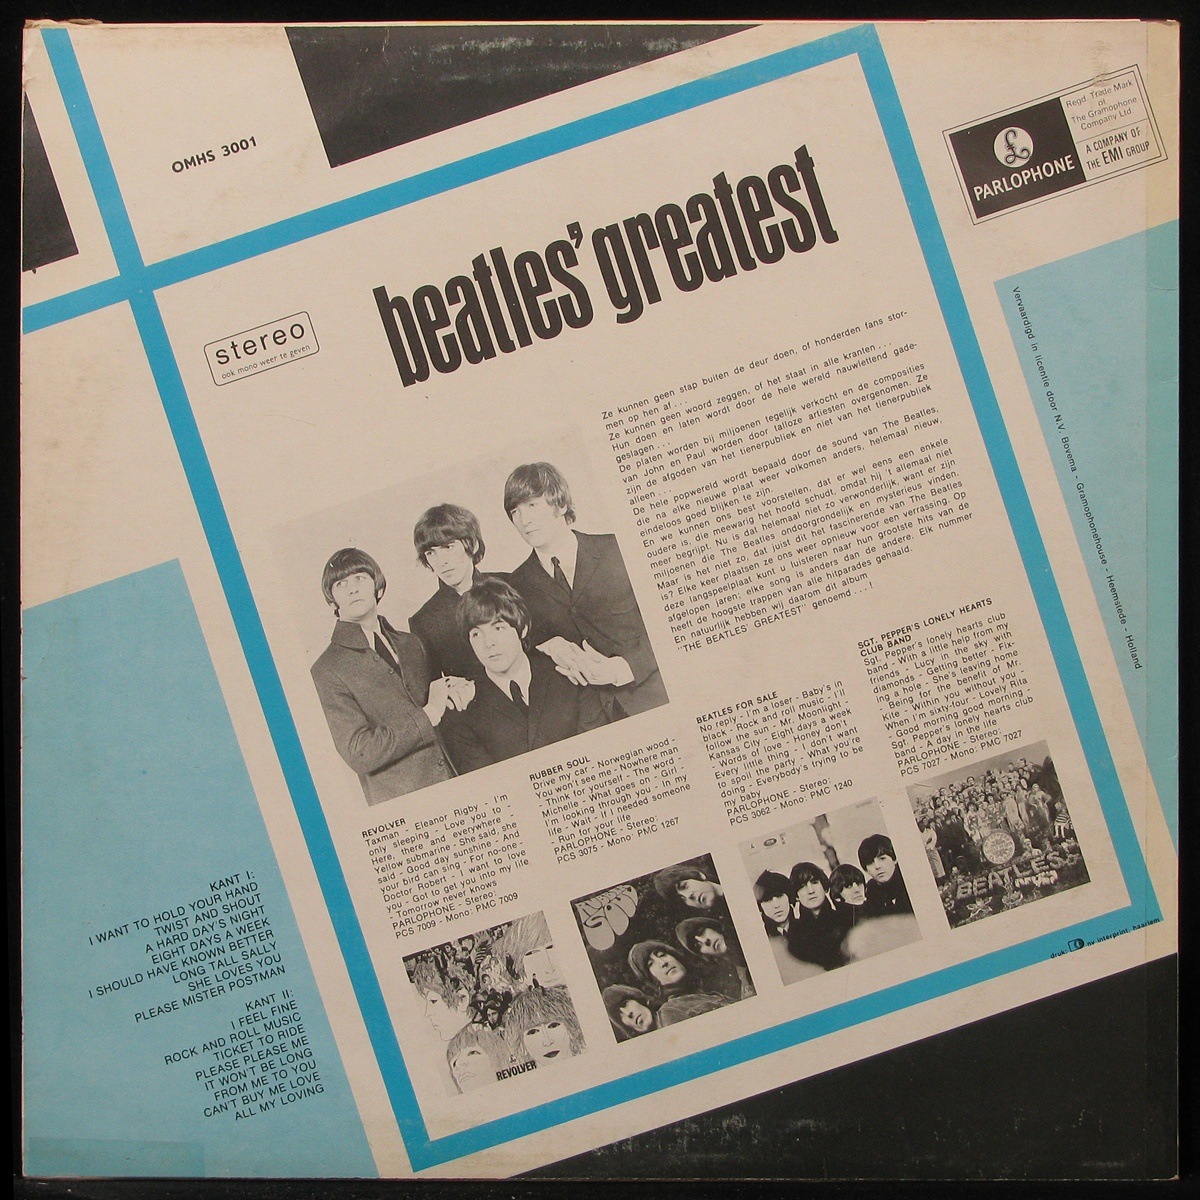 OMHS 3001
PARLOPHONE
Regd. Trade Mark
of
The Gramophone
Company Ltd
A COMPANY OF
THE EMI GROUP
beatles' greatest
stereo
ook mono weer te geven
Ze kunnen geen stap buiten de deur doen, of honderden fans stor-
men op hen af...
Ze kunnen geen woord zeggen, of het staat in alle kranten...
Hun doen en laten wordt door de hele wereld nauwlettend gade-
geslagen...
De platen worden bij miljoenen tegelijk verkocht en de composities
van John en Paul worden door talloze artiesten overgenomen. Ze
zijn de afgoden van het tienerpubliek en niet van het tienerpubliek
alleen...
De hele popwereld wordt bepaald door de sound van The Beatles,
die na elke nieuwe plaat weer volkomen anders, helemaal nieuw,
eindeloos goed blijken te zijn.
En we kunnen ons best voorstellen, dat er wel eens een enkele
oudere is, die meewarig het hoofd schudt, omdat hij 't allemaal niet
meer begrijpt. Nu is dat helemaal niet zo verwonderlijk, want er zijn
miljoenen die The Beatles ondoorgrondelijk en mysterieus vinden.
Maar is het niet zo, dat juist dit het fascinerende van The Beatles
is? Elke keer plaatsen ze ons weer opnieuw voor een verrassing. Op
deze langspeelplaat kunt u luisteren naar hun grootste hits van de
afgelopen jaren; elke song is anders dan de andere. Elk nummer
heeft de hoogste trappen van alle hitparades gehaald.
En natuurlijk hebben wij daarom dit album
"THE BEATLES' GREATEST" genoemd...!
Vervaardigd in licentie door N.V. Bovema - Gramophonehouse - Heemstede - Holland
REVOLVER
Taxman - Eleanor Rigby - I'm
only sleeping - Love you to -
Here, there and everywhere -
Yellow submarine - She said, she
said - Good day sunshine - And
your bird can sing - For no-one -
Doctor Robert - I want to love
you - Got to get you into my life
- Tomorrow never knows
PARLOPHONE - Stereo:
PCS 7009 - Mono: PMC 7009
RUBBER SOUL
Drive my car - Norwegian wood -
You won't see me - Nowhere man
- Think for yourself - The word -
Michelle - What goes on - Girl -
I'm looking through you - In my
life - Wait - If I needed someone
- Run for your life
PARLOPHONE - Stereo:
PCS 3075 - Mono: PMC 1267
BEATLES FOR SALE
No reply - I'm a loser - Baby's in
black - Rock and roll music - I'll
follow the sun - Mr. Moonlight -
Kansas City - Eight days a week
- Words of love - Honey don't
Every little thing - I don't want
to spoil the party - What you're
doing - Everybody's trying to be
my baby
PARLOPHONE - Stereo:
PCS 3062 - Mono: PMC 1240
SGT. PEPPER'S LONELY HEARTS
CLUB BAND
Sgt. Pepper's lonely hearts club
band - With a little help from my
friends - Lucy in the sky with
diamonds - Getting better - Fix-
ing a hole - She's leaving home
- Being for the benefit of Mr.
Kite - Within you without you -
When I'm sixty-four - Lovely Rita
- Good morning good morning -
Sgt. Pepper's lonely hearts club
band - A day in the life
PARLOPHONE - Stereo:
PCS 7027 - Mono: PMC 7027
REVOLVER
RUBBER SOUL
BEATLES
druk: nv interprint, haarlem
KANT I:
I WANT TO HOLD YOUR HAND
TWIST AND SHOUT
A HARD DAY'S NIGHT
EIGHT DAYS A WEEK
I SHOULD HAVE KNOWN BETTER
LONG TALL SALLY
SHE LOVES YOU
PLEASE MISTER POSTMAN
KANT II:
I FEEL FINE
ROCK AND ROLL MUSIC
TICKET TO RIDE
PLEASE PLEASE ME
IT WON'T BE LONG
FROM ME TO YOU
CAN'T BUY ME LOVE
ALL MY LOVING